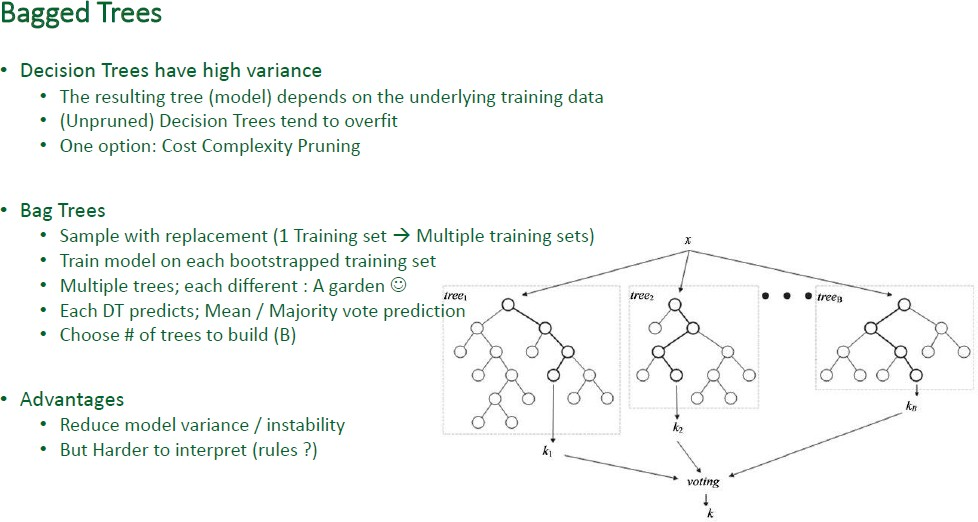 Bagged Trees
• Decision Trees have high variance
• The resulting tree (model) depends on the underlying training data
• (Unpruned) Decision Trees tend to overfit
• One option: Cost Complexity Pruning
• Bag Trees
• Sample with replacement (1 Training set → Multiple training sets)
• Train model on each bootstrapped training set
• Multiple trees; each different : A garden ☺
• Each DT predicts; Mean / Majority vote prediction
• Choose # of trees to build (B)
• Advantages
• Reduce model variance / instability
• But Harder to interpret (rules ?)
x
tree₁
tree₂
• • •
tree_B
k₁
k₂
k_B
voting
k